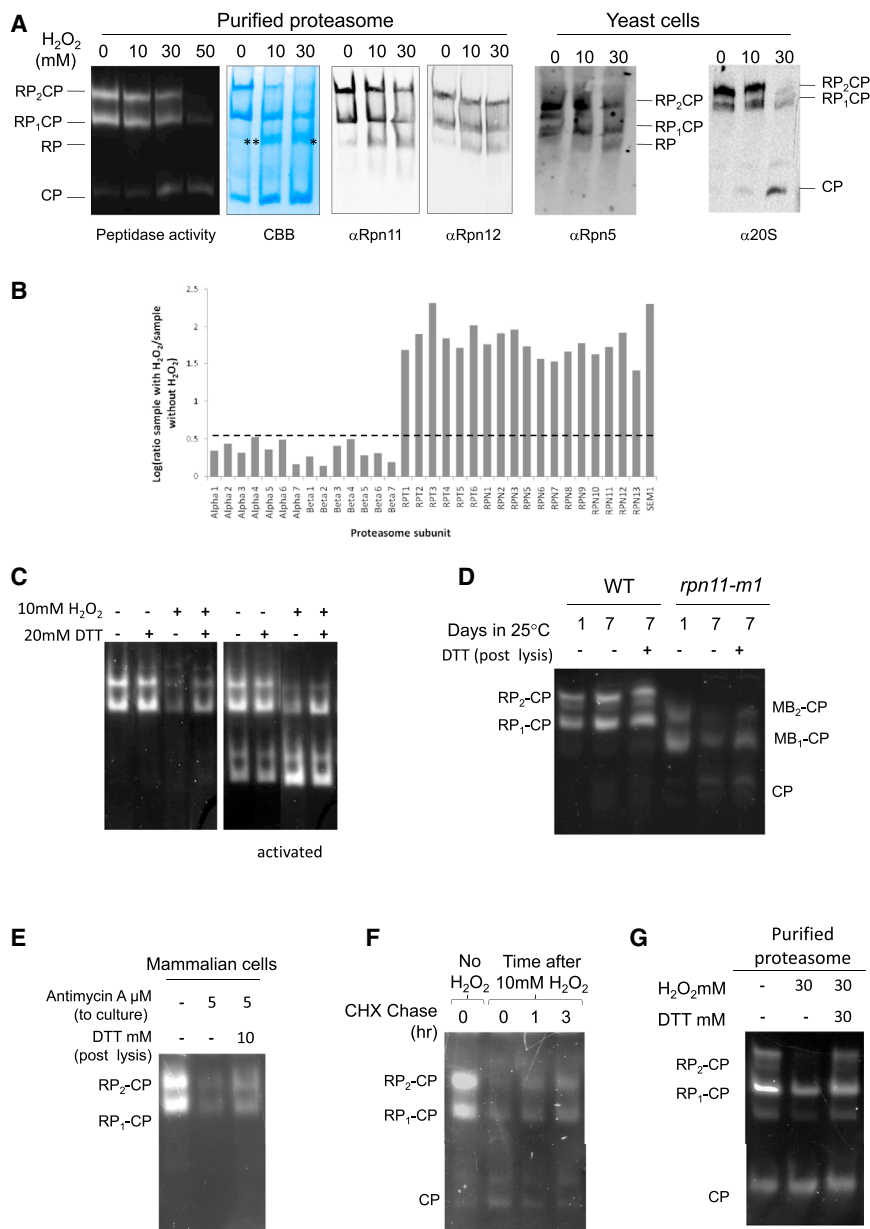 A
Purified proteasome
Yeast cells
H2O2
(mM)
0 10 30 50
0 10 30
0 10 30
0 10 30
0 10 30
0 10 30
RP2CP
RP1CP
RP
CP
**
*
RP2CP
RP1CP
RP
RP2CP
RP1CP
CP
Peptidase activity
CBB
αRpn11
αRpn12
αRpn5
α20S
B
Log(ratio sample with H2O2/sample
without H2O2)
2.5
2
1.5
1
0.5
0
Alpha 1 Alpha 2 Alpha 3 Alpha 4 Alpha 5 Alpha 6 Alpha 7 Beta 1 Beta 2 Beta 3 Beta 4 Beta 5 Beta 6 Beta 7 RPT1 RPT2 RPT3 RPT4 RPT5 RPT6 RPN1 RPN2 RPN3 RPN5 RPN6 RPN7 RPN8 RPN9 RPN10 RPN11 RPN12 RPN13 SEM1
Proteasome subunit
C
10mM H2O2 - - + + - - + +
20mM DTT - + - + - + - +
activated
D
WT
rpn11-m1
Days in 25°C 1 7 7 1 7 7
DTT (post lysis) - - + - - +
RP2-CP
RP1-CP
MB2-CP
MB1-CP
CP
E
Mammalian cells
Antimycin A µM - 5 5
(to culture)
DTT mM - - 10
(post lysis)
RP2-CP
RP1-CP
F
No
H2O2
Time after
10mM H2O2
CHX Chase 0 0 1 3
(hr)
RP2-CP
RP1-CP
CP
G
Purified
proteasome
H2O2mM - 30 30
DTT mM - - 30
RP2-CP
RP1-CP
CP